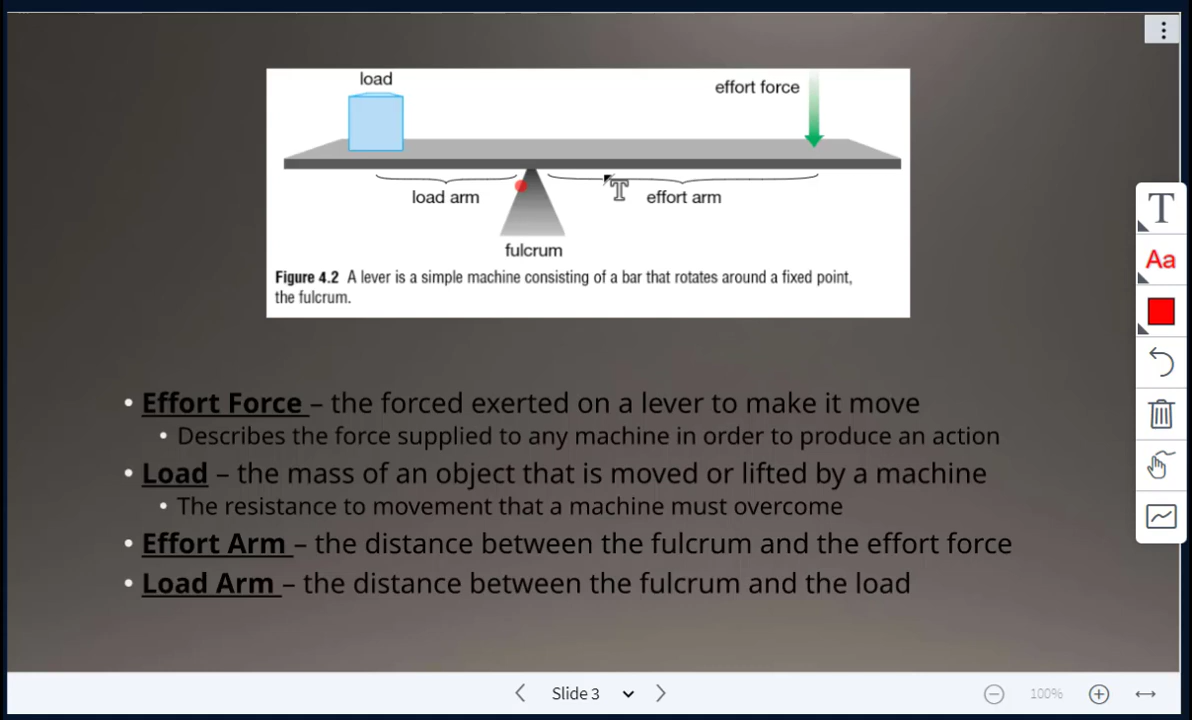 load
effort force
load arm
effort arm
fulcrum
Figure 4.2 A lever is a simple machine consisting of a bar that rotates around a fixed point,
the fulcrum.
• Effort Force – the forced exerted on a lever to make it move
• Describes the force supplied to any machine in order to produce an action
• Load – the mass of an object that is moved or lifted by a machine
• The resistance to movement that a machine must overcome
• Effort Arm – the distance between the fulcrum and the effort force
• Load Arm – the distance between the fulcrum and the load
T
Aa
Slide 3
100%